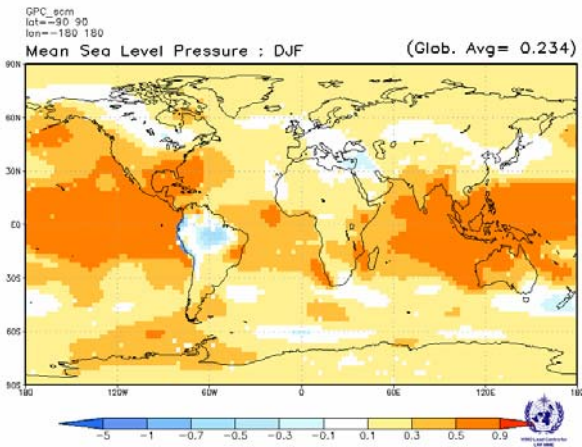 GPC_ecm
lat=-90 90
lon=-180 180
Mean Sea Level Pressure : DJF (Glob. Avg= 0.234)
90N
60N
30N
EQ
30S
60S
90S
180 120W 60W 0 60E 120E 180
-5 -1 -0.7 -0.5 -0.3 -0.1 0.1 0.3 0.5 0.9